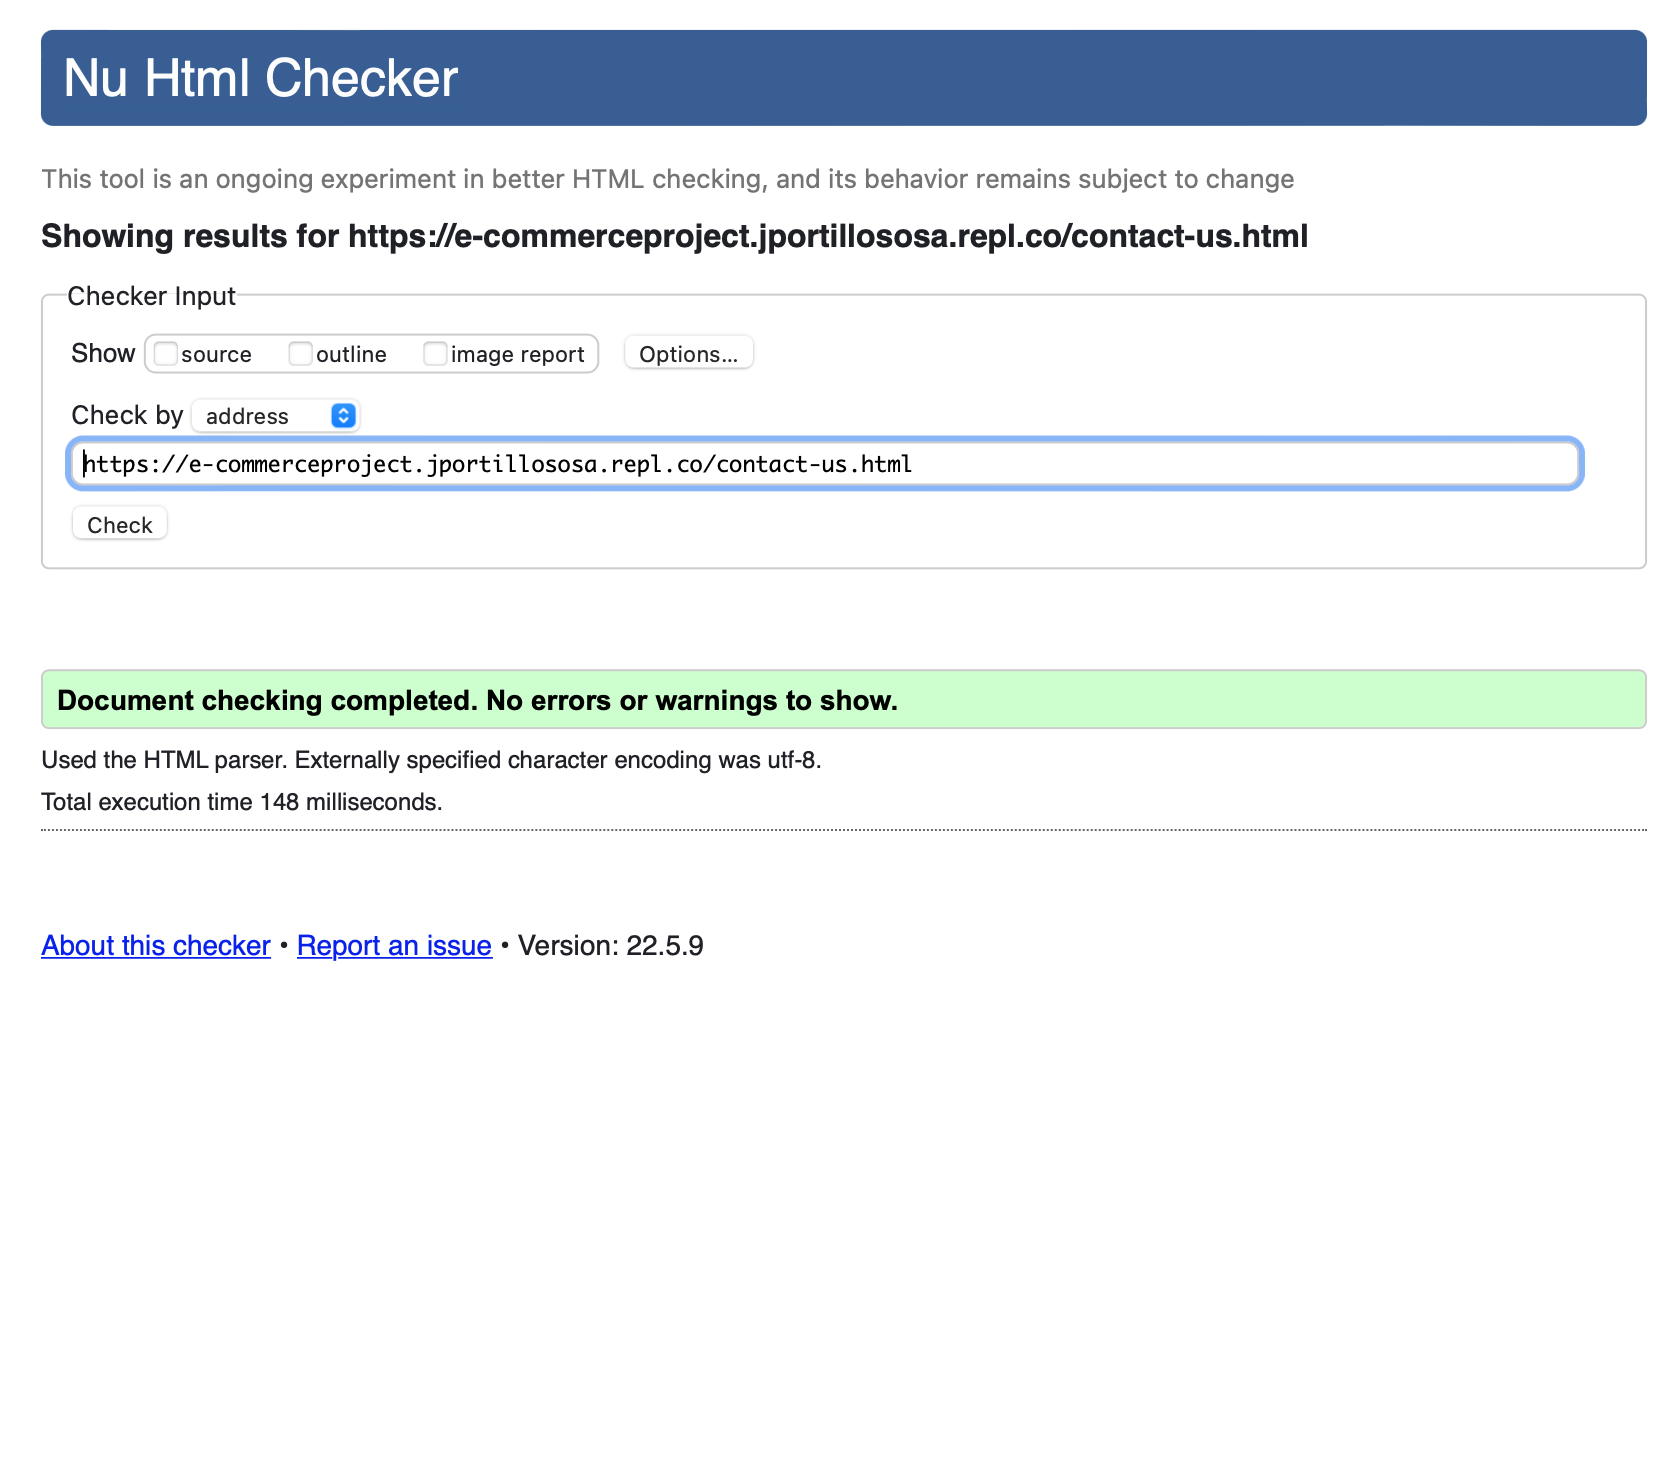 Nu Html Checker
This tool is an ongoing experiment in better HTML checking, and its behavior remains subject to change
Showing results for https://e-commerceproject.jportillososa.repl.co/contact-us.html
Checker Input
Show source outline image report Options...
Check by address
https://e-commerceproject.jportillososa.repl.co/contact-us.html
Check
Document checking completed. No errors or warnings to show.
Used the HTML parser. Externally specified character encoding was utf-8.
Total execution time 148 milliseconds.
About this checker • Report an issue • Version: 22.5.9